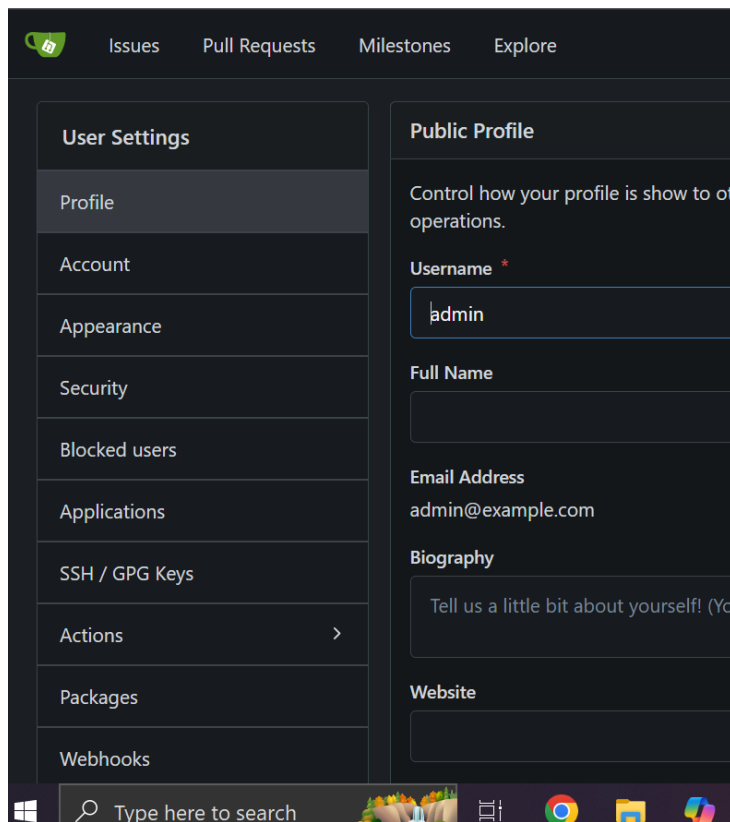 Issues Pull Requests Milestones Explore
User Settings
Profile
Account
Appearance
Security
Blocked users
Applications
SSH / GPG Keys
Actions
Packages
Webhooks
Public Profile
Control how your profile is show to
operations.
Username *
admin
Full Name
Email Address
admin@example.com
Biography
Tell us a little bit about yourself!
Website
Type here to search